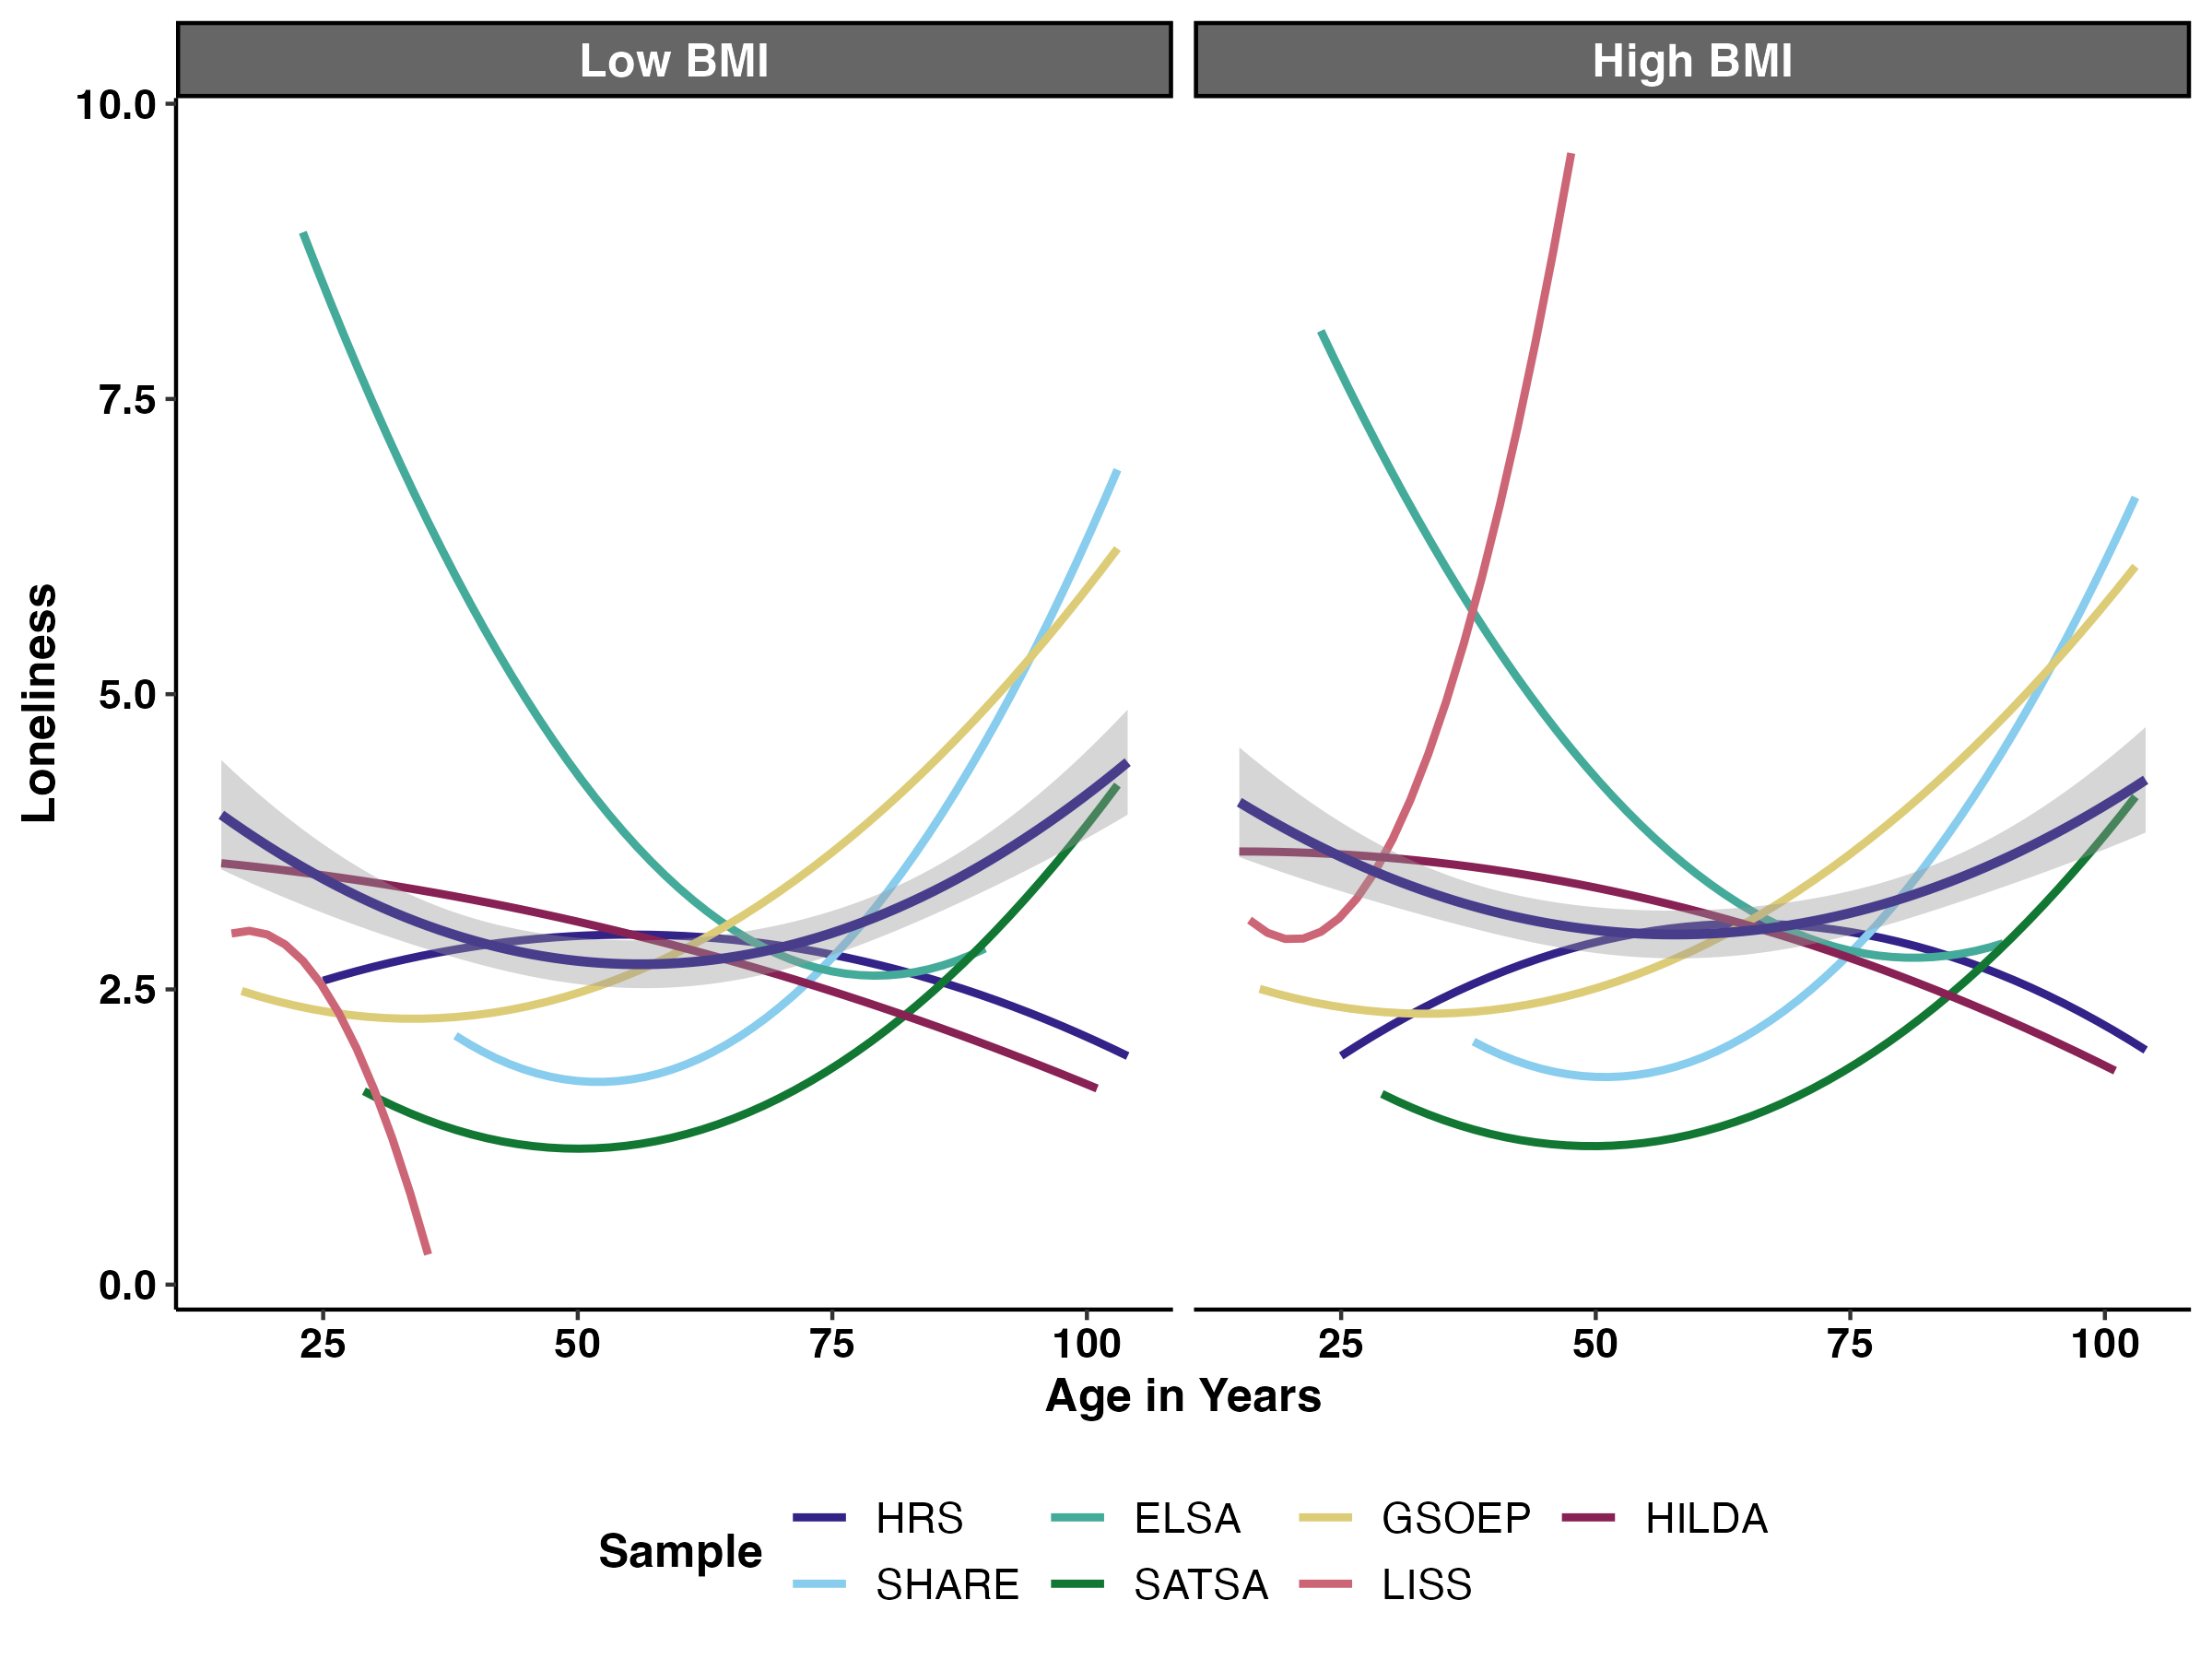 Low BMI
High BMI
10.0
7.5
5.0
2.5
0.0
Loneliness
25 50 75 100
25 50 75 100
Age in Years
Sample
HRS ELSA GSOEP HILDA
SHARE SATSA LISS